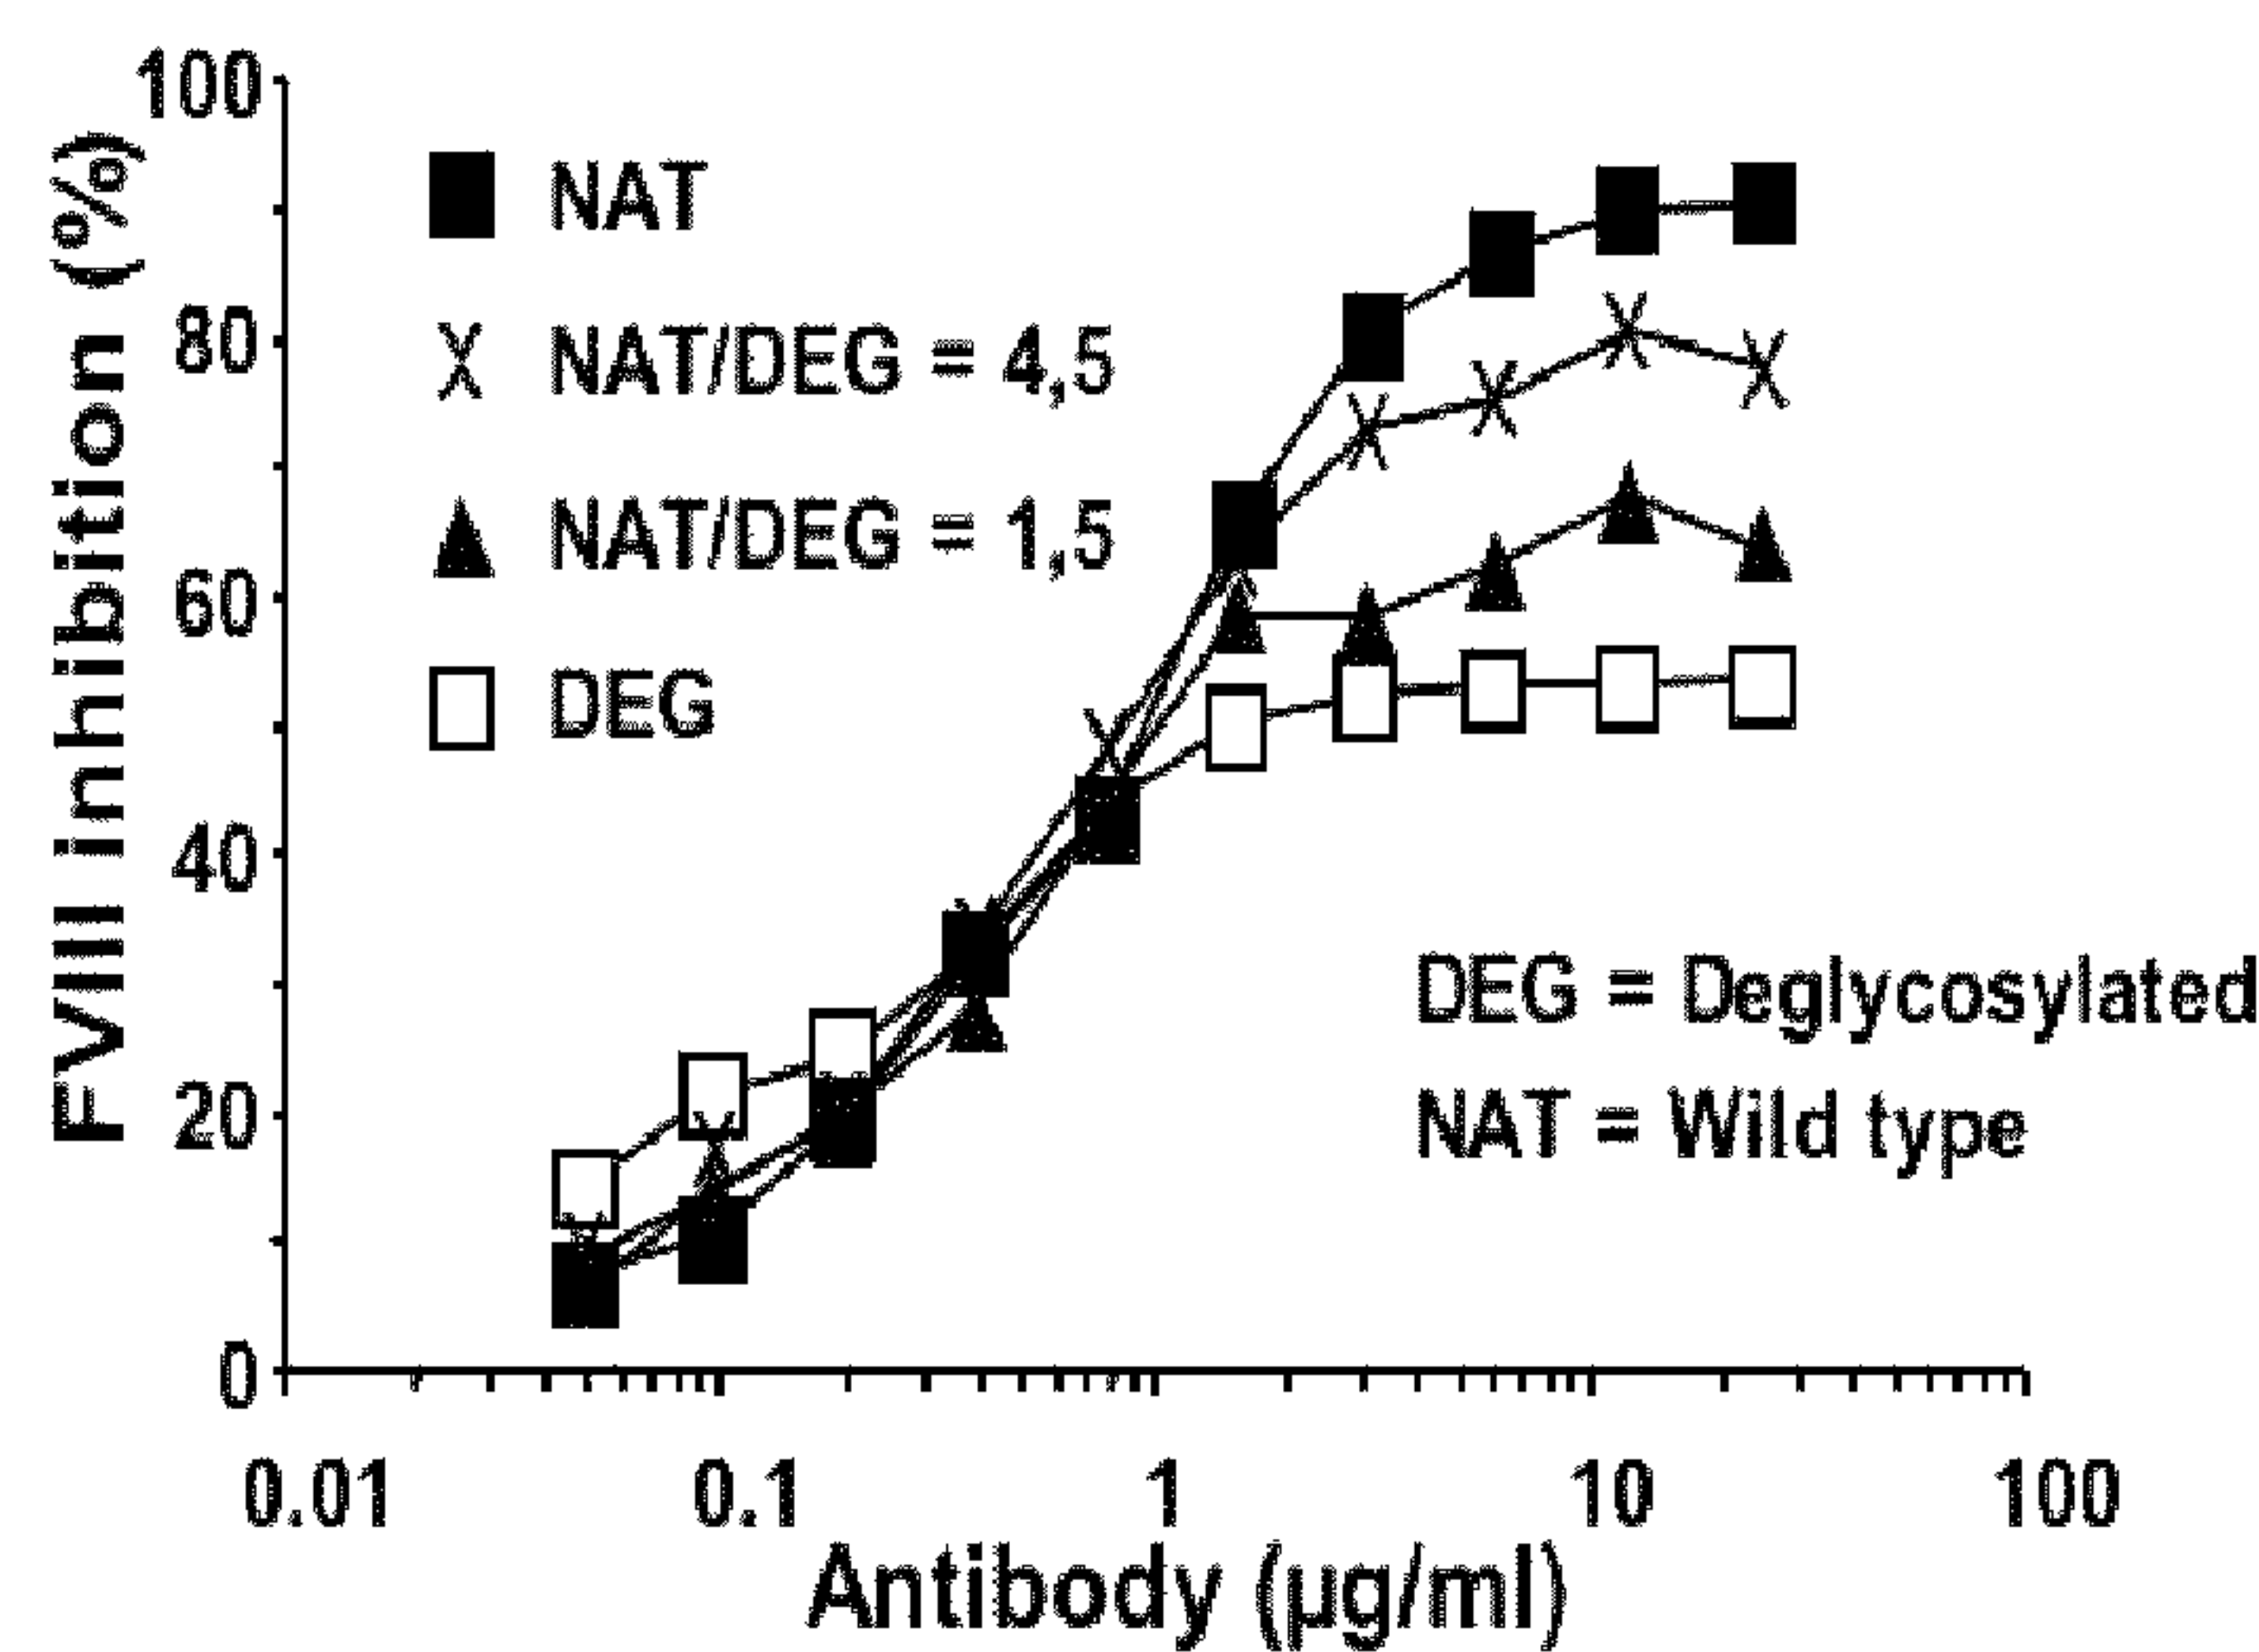 FVIII inhibition (%)
100
80
60
40
20
0
NAT
NAT/DEG = 4,5
NAT/DEG = 1,5
DEG
DEG = Deglycosylated
NAT = Wild type
0.01 0.1 1 10 100
Antibody (µg/ml)